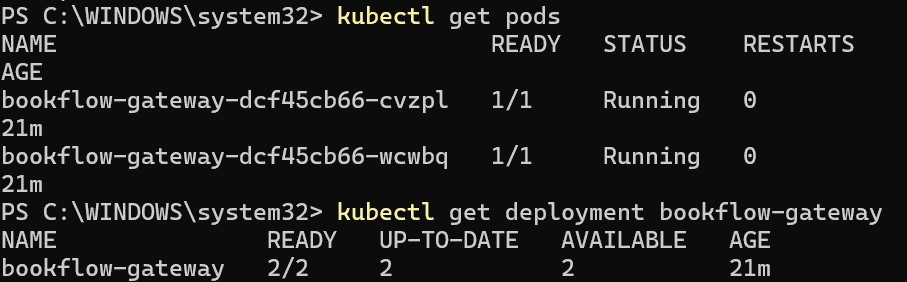 PS C:\WINDOWS\system32> kubectl get pods
NAME                               READY   STATUS    RESTARTS
AGE
bookflow-gateway-dcf45cb66-cvzpl   1/1     Running   0
21m
bookflow-gateway-dcf45cb66-wcwbq   1/1     Running   0
21m
PS C:\WINDOWS\system32> kubectl get deployment bookflow-gateway
NAME               READY   UP-TO-DATE   AVAILABLE   AGE
bookflow-gateway   2/2     2            2           21m